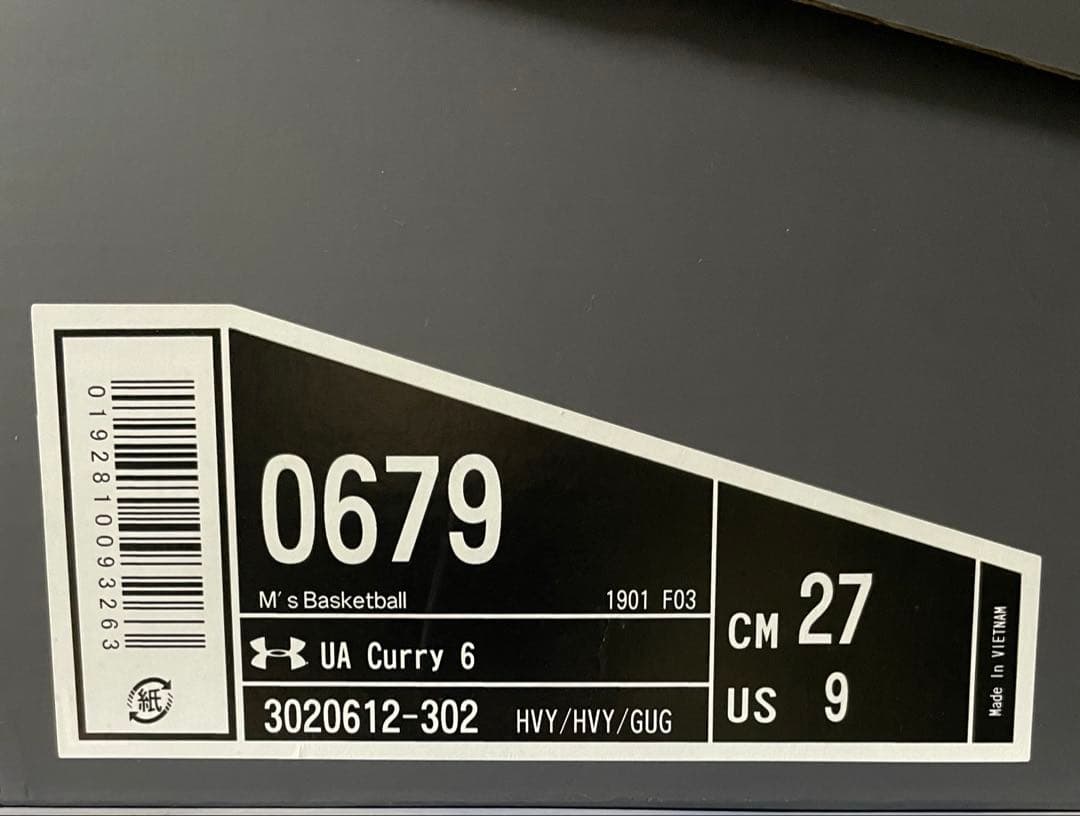 0192810093263
紙
0679
M's Basketball
1901 F03
UA Curry 6
3020612-302 HVY/HVY/GUG
CM 27
US 9
Made In VIETNAM